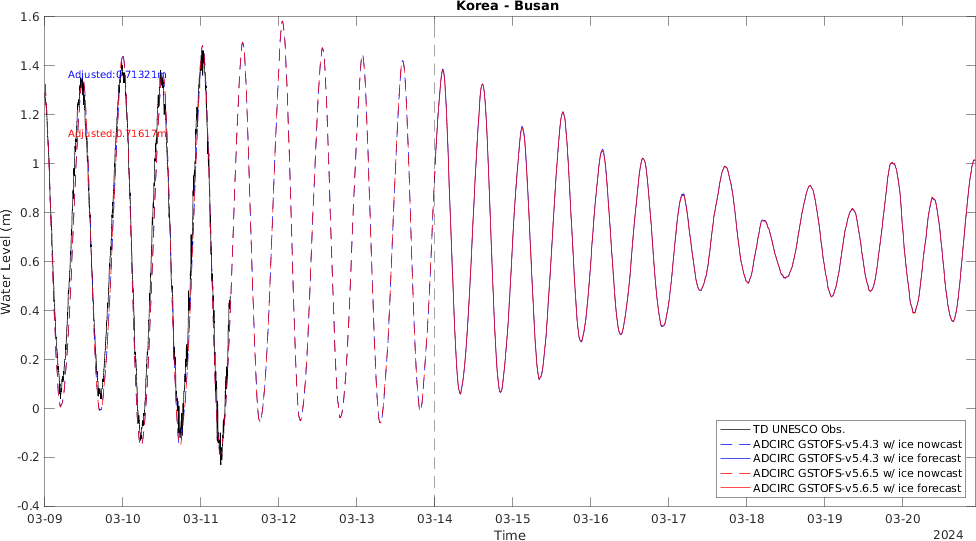 Korea - Busan
1.6
1.4
1.2
1
0.8
0.6
0.4
0.2
0
-0.2
-0.4
Water Level (m)
Adjusted:0.71321m
Adjusted:0.71617m
TD UNESCO Obs.
ADCIRC GSTOFS-v5.4.3 w/ ice nowcast
ADCIRC GSTOFS-v5.4.3 w/ ice forecast
ADCIRC GSTOFS-v5.6.5 w/ ice nowcast
ADCIRC GSTOFS-v5.6.5 w/ ice forecast
03-09 03-10 03-11 03-12 03-13 03-14 03-15 03-16 03-17 03-18 03-19 03-20
Time
2024